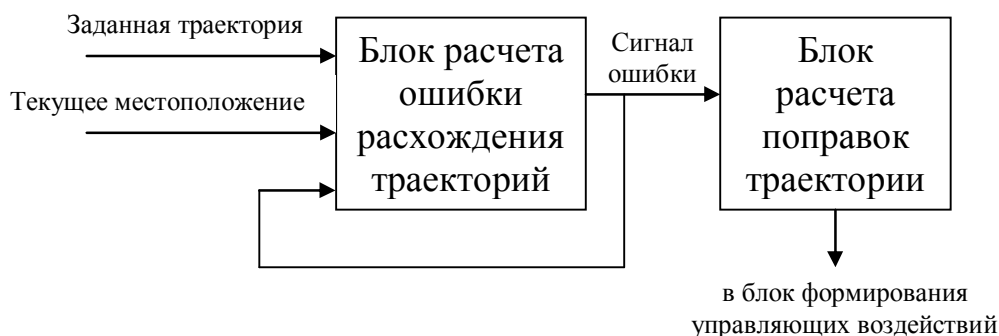 Заданная траектория
Текущее местоположение
Блок расчета
ошибки
расхождения
траекторий
Сигнал
ошибки
Блок
расчета
поправок
траектории
в блок формирования
управляющих воздействий